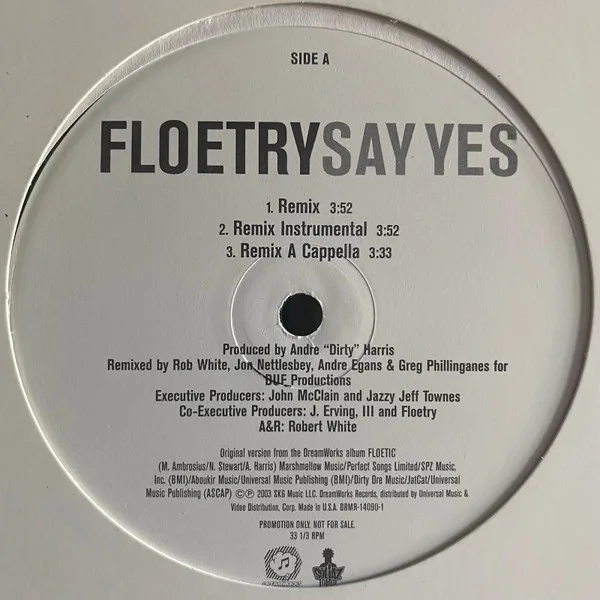 SIDE A
FLOETRYSAY YES
1. Remix 3:52
2. Remix Instrumental 3:52
3. Remix A Cappella 3:33
Produced by Andre “Dirty” Harris
Remixed by Rob White, Jon Nettlesbey, Andre Egans & Greg Phillinganes for
DUF Productions
Executive Producers: John McClain and Jazzy Jeff Townes
Co-Executive Producers: J. Erving, III and Floetry
A&R: Robert White
Original version from the DreamWorks album FLOETIC
(M. Ambrosius/N. Stewart/A. Harris) Marshmellow Music/Perfect Songs Limited/SPZ Music,
Inc. (BMI)/Aboukir Music/Universal Music Publishing (BMI)/Dirty Dre Music/JatCat/Universal
Music Publishing (ASCAP) ©℗ 2003 SKG Music LLC. DreamWorks Records, distributed by Universal Music &
Video Distribution, Corp. Made in U.S.A. DRMR-14090-1
PROMOTION ONLY. NOT FOR SALE.
33 1/3 RPM